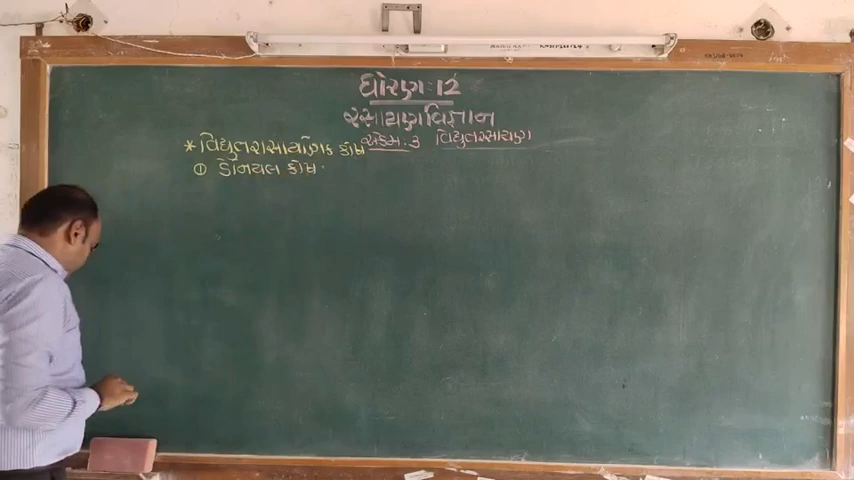 ધોરણ:12
રસાયણવિજ્ઞાન
એકમ.૩ વિદ્યુતરસાયણ
*વિદ્યુતરાસાયણિક કોષ
① ડેનિયલ કોષ.